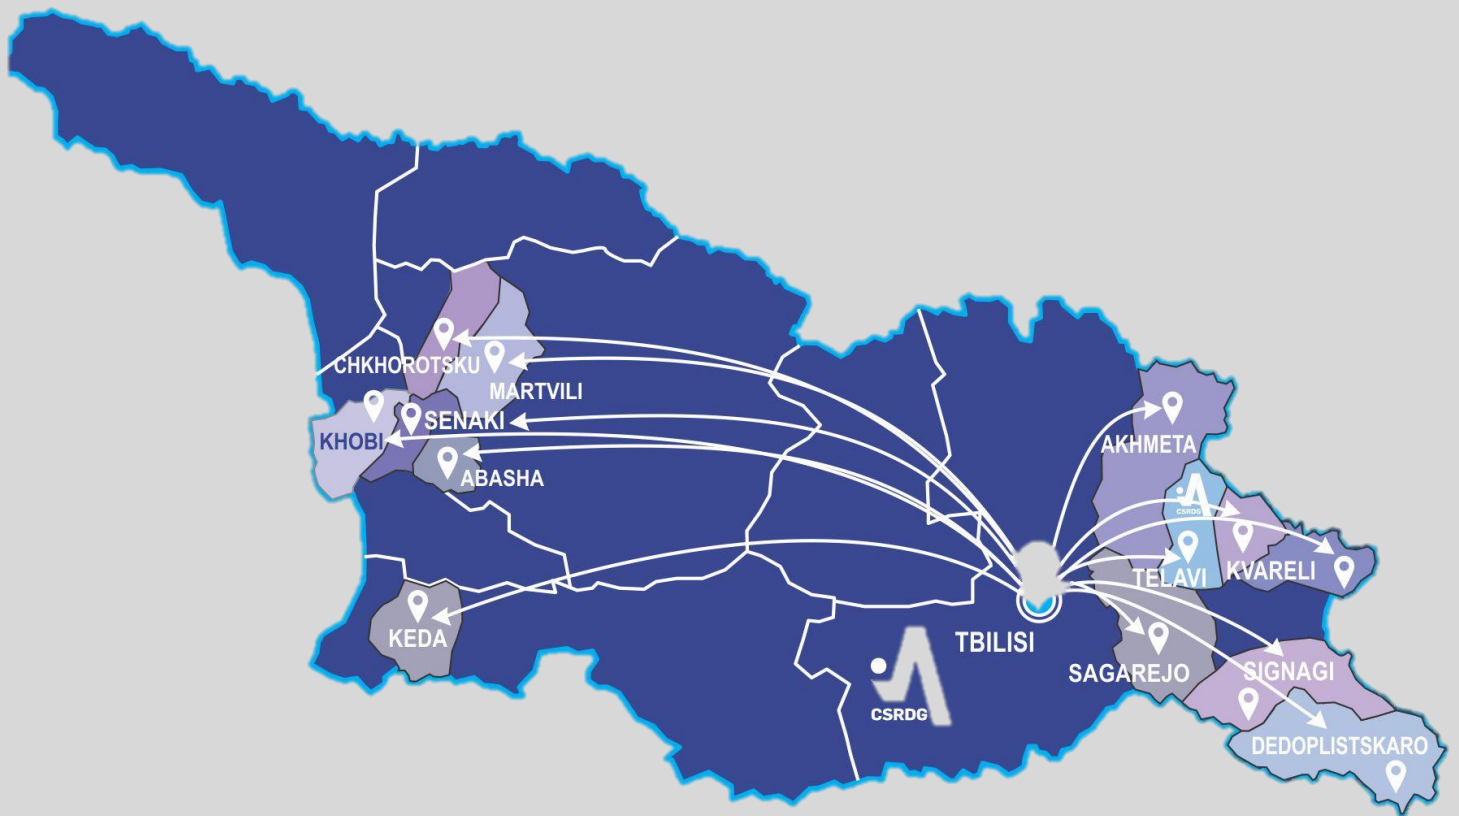 CHKHOROTSKU
MARTVILI
SENAKI
KHOBI
ABASHA
KEDA
AKHMETA
CSRDG
TELAVI
KVARELI
TBILISI
SAGAREJO
SIGNAGI
CSRDG
DEDOPLISTSKARO